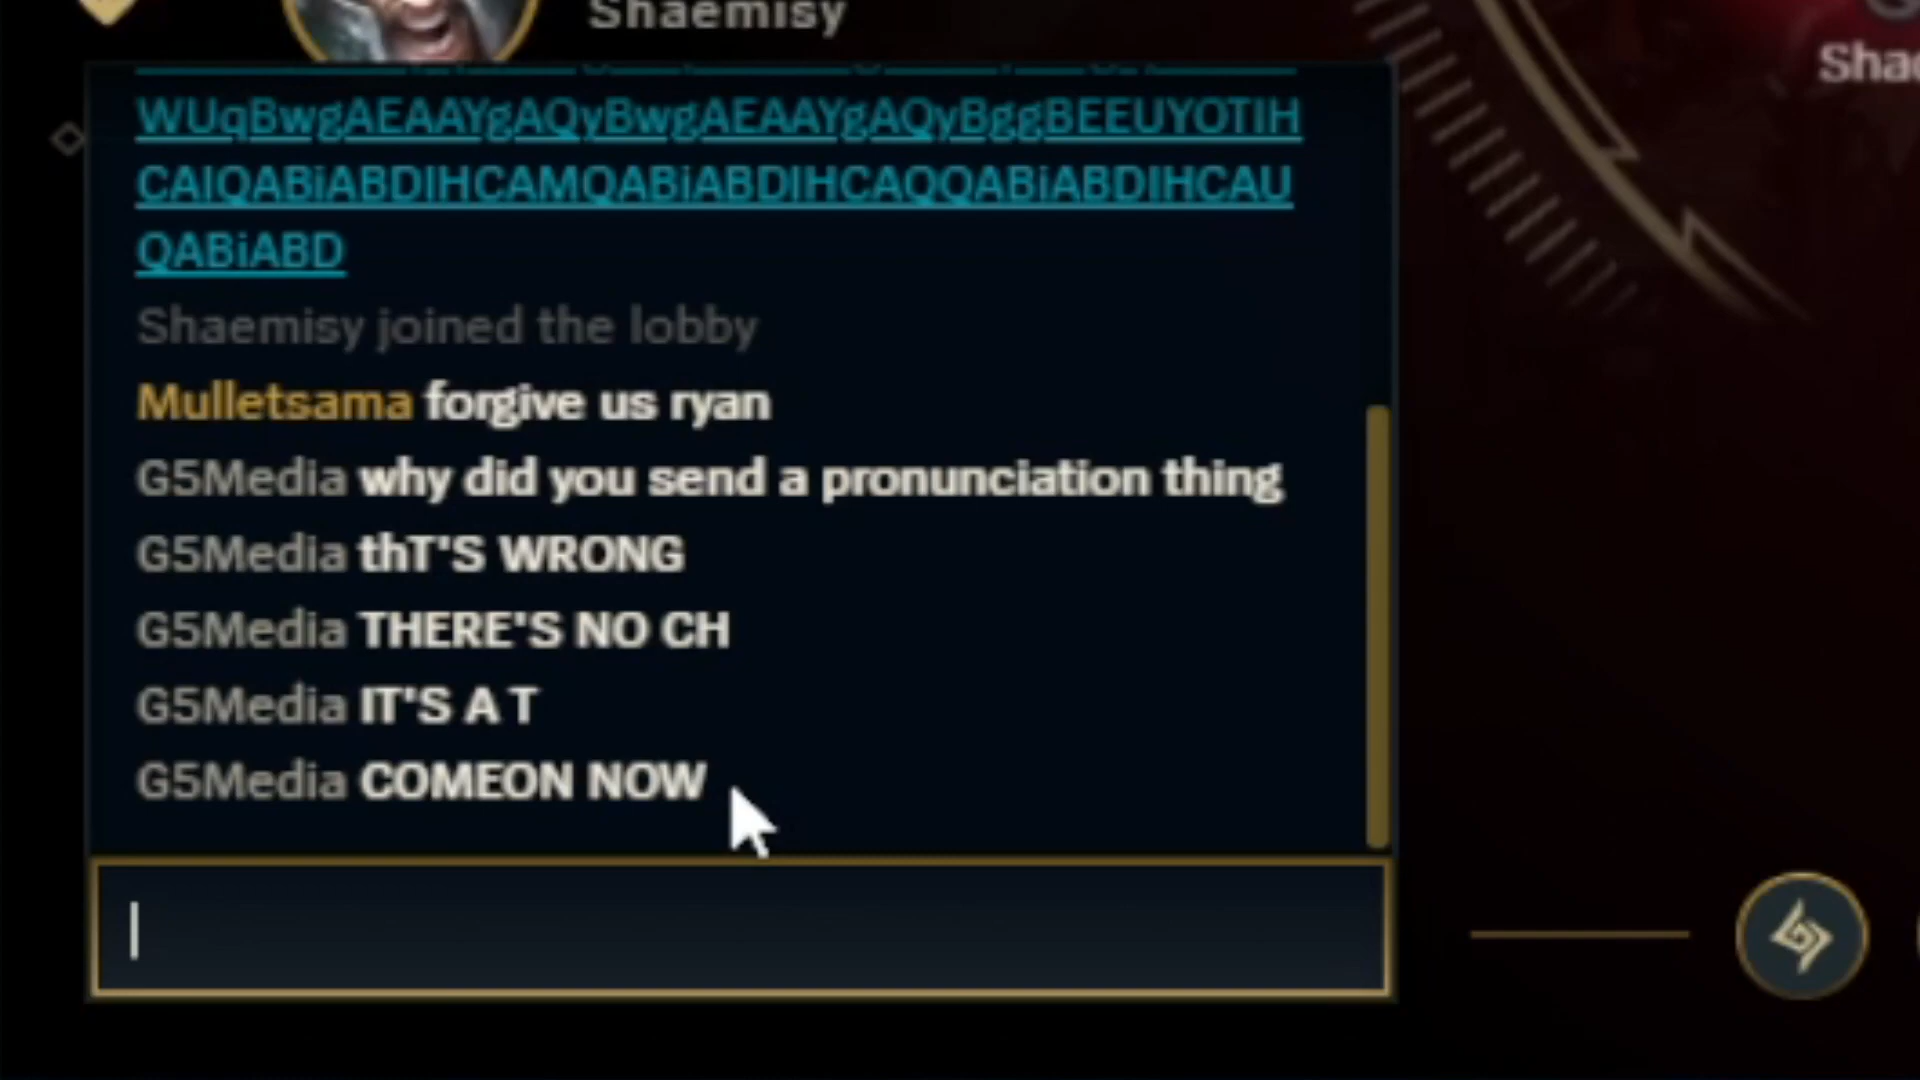 Shaemisy
Shae
WUqBwgAEAAYgAQyBwgAEAAYgAQyBggBEEUYOTIH
CAIQABiABDIHCAMQABiABDIHCAQQABiABDIHCAU
QABiABD
Shaemisy joined the lobby
Mulletsama forgive us ryan
G5Media why did you send a pronunciation thing
G5Media thT'S WRONG
G5Media THERE'S NO CH
G5Media IT'S A T
G5Media COMEON NOW